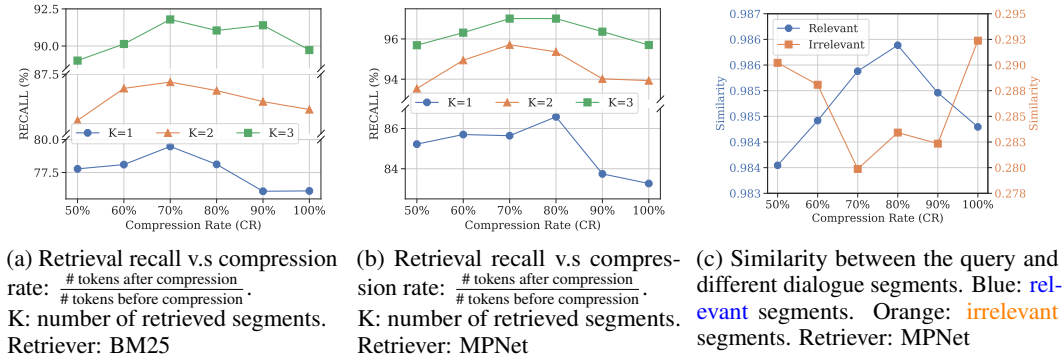 92.5
90.0
87.5
80.0
77.5
RECALL (%)
K=1 K=2 K=3
50% 60% 70% 80% 90% 100%
Compression Rate (CR)
96
94
86
84
RECALL (%)
K=1 K=2 K=3
50% 60% 70% 80% 90% 100%
Compression Rate (CR)
0.987
0.986
0.985
0.985
0.984
0.984
0.983
Similarity
Relevant
Irrelevant
0.295
0.293
0.290
0.288
0.285
0.283
0.280
0.278
Similarity
50% 60% 70% 80% 90% 100%
Compression Rate (CR)
(a) Retrieval recall v.s compression
rate: # tokens after compression / # tokens before compression.
K: number of retrieved segments.
Retriever: BM25
(b) Retrieval recall v.s compres-
sion rate: # tokens after compression / # tokens before compression.
K: number of retrieved segments.
Retriever: MPNet
(c) Similarity between the query and
different dialogue segments. Blue: rel-
evant segments. Orange: irrelevant
segments. Retriever: MPNet